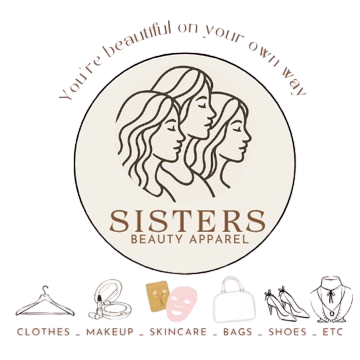 You're beautiful on your own way
SISTERS
BEAUTY APPAREL
CLOTHES _ MAKEUP _ SKINCARE _ BAGS _ SHOES _ ETC